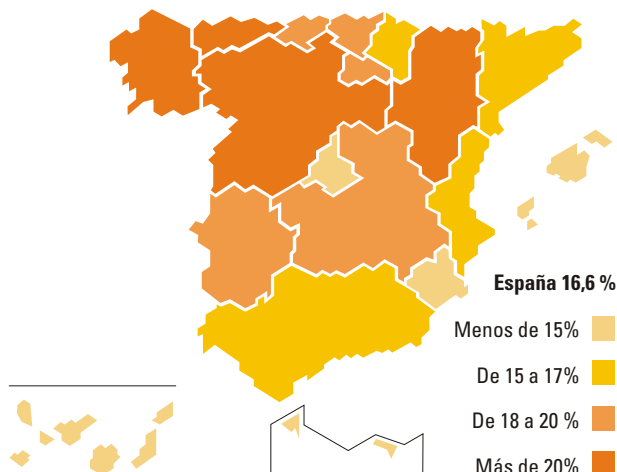 España 16,6 %
Menos de 15%
De 15 a 17%
De 18 a 20 %
Más de 20%